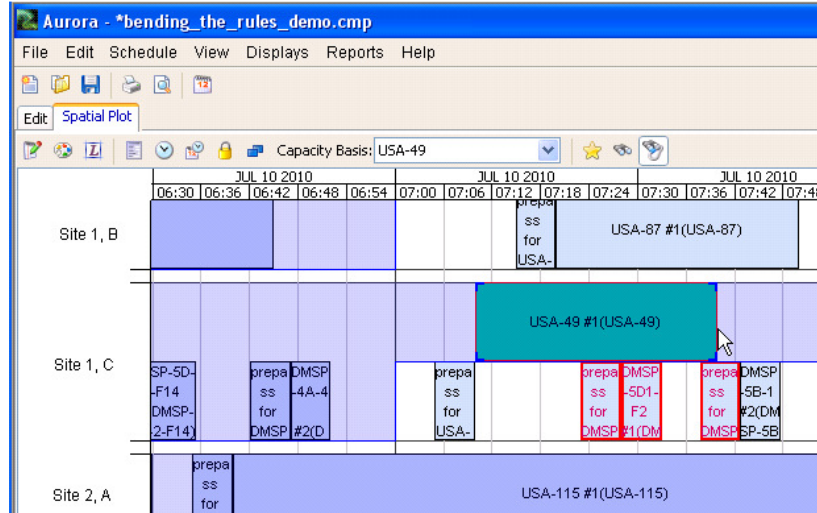 Aurora - *bending_the_rules_demo.cmp
File Edit Schedule View Displays Reports Help
12
Edit Spatial Plot
L Capacity Basis: USA-49
JUL 10 2010 JUL 10 2010 JUL 10 2010
06:30 06:36 06:42 06:48 06:54 07:00 07:06 07:12 07:18 07:24 07:30 07:36 07:42 07:48
Site 1, B
prepa
ss
for
USA-
USA-87 #1(USA-87)
Site 1, C
USA-49 #1(USA-49)
SP-5D-
-F14
DMSP-
-2-F14)
prepa
ss
for
DMSP
DMSP
-4A-4
#2(D
prepa
ss
for
USA-
prepa
ss
for
DMSP
DMSP
-5D1-
F2
#1(DM
prepa
ss
for
DMSP
DMSP
-5B-1
#2(DM
SP-5B
Site 2, A
prepa
ss
for
USA-115 #1(USA-115)